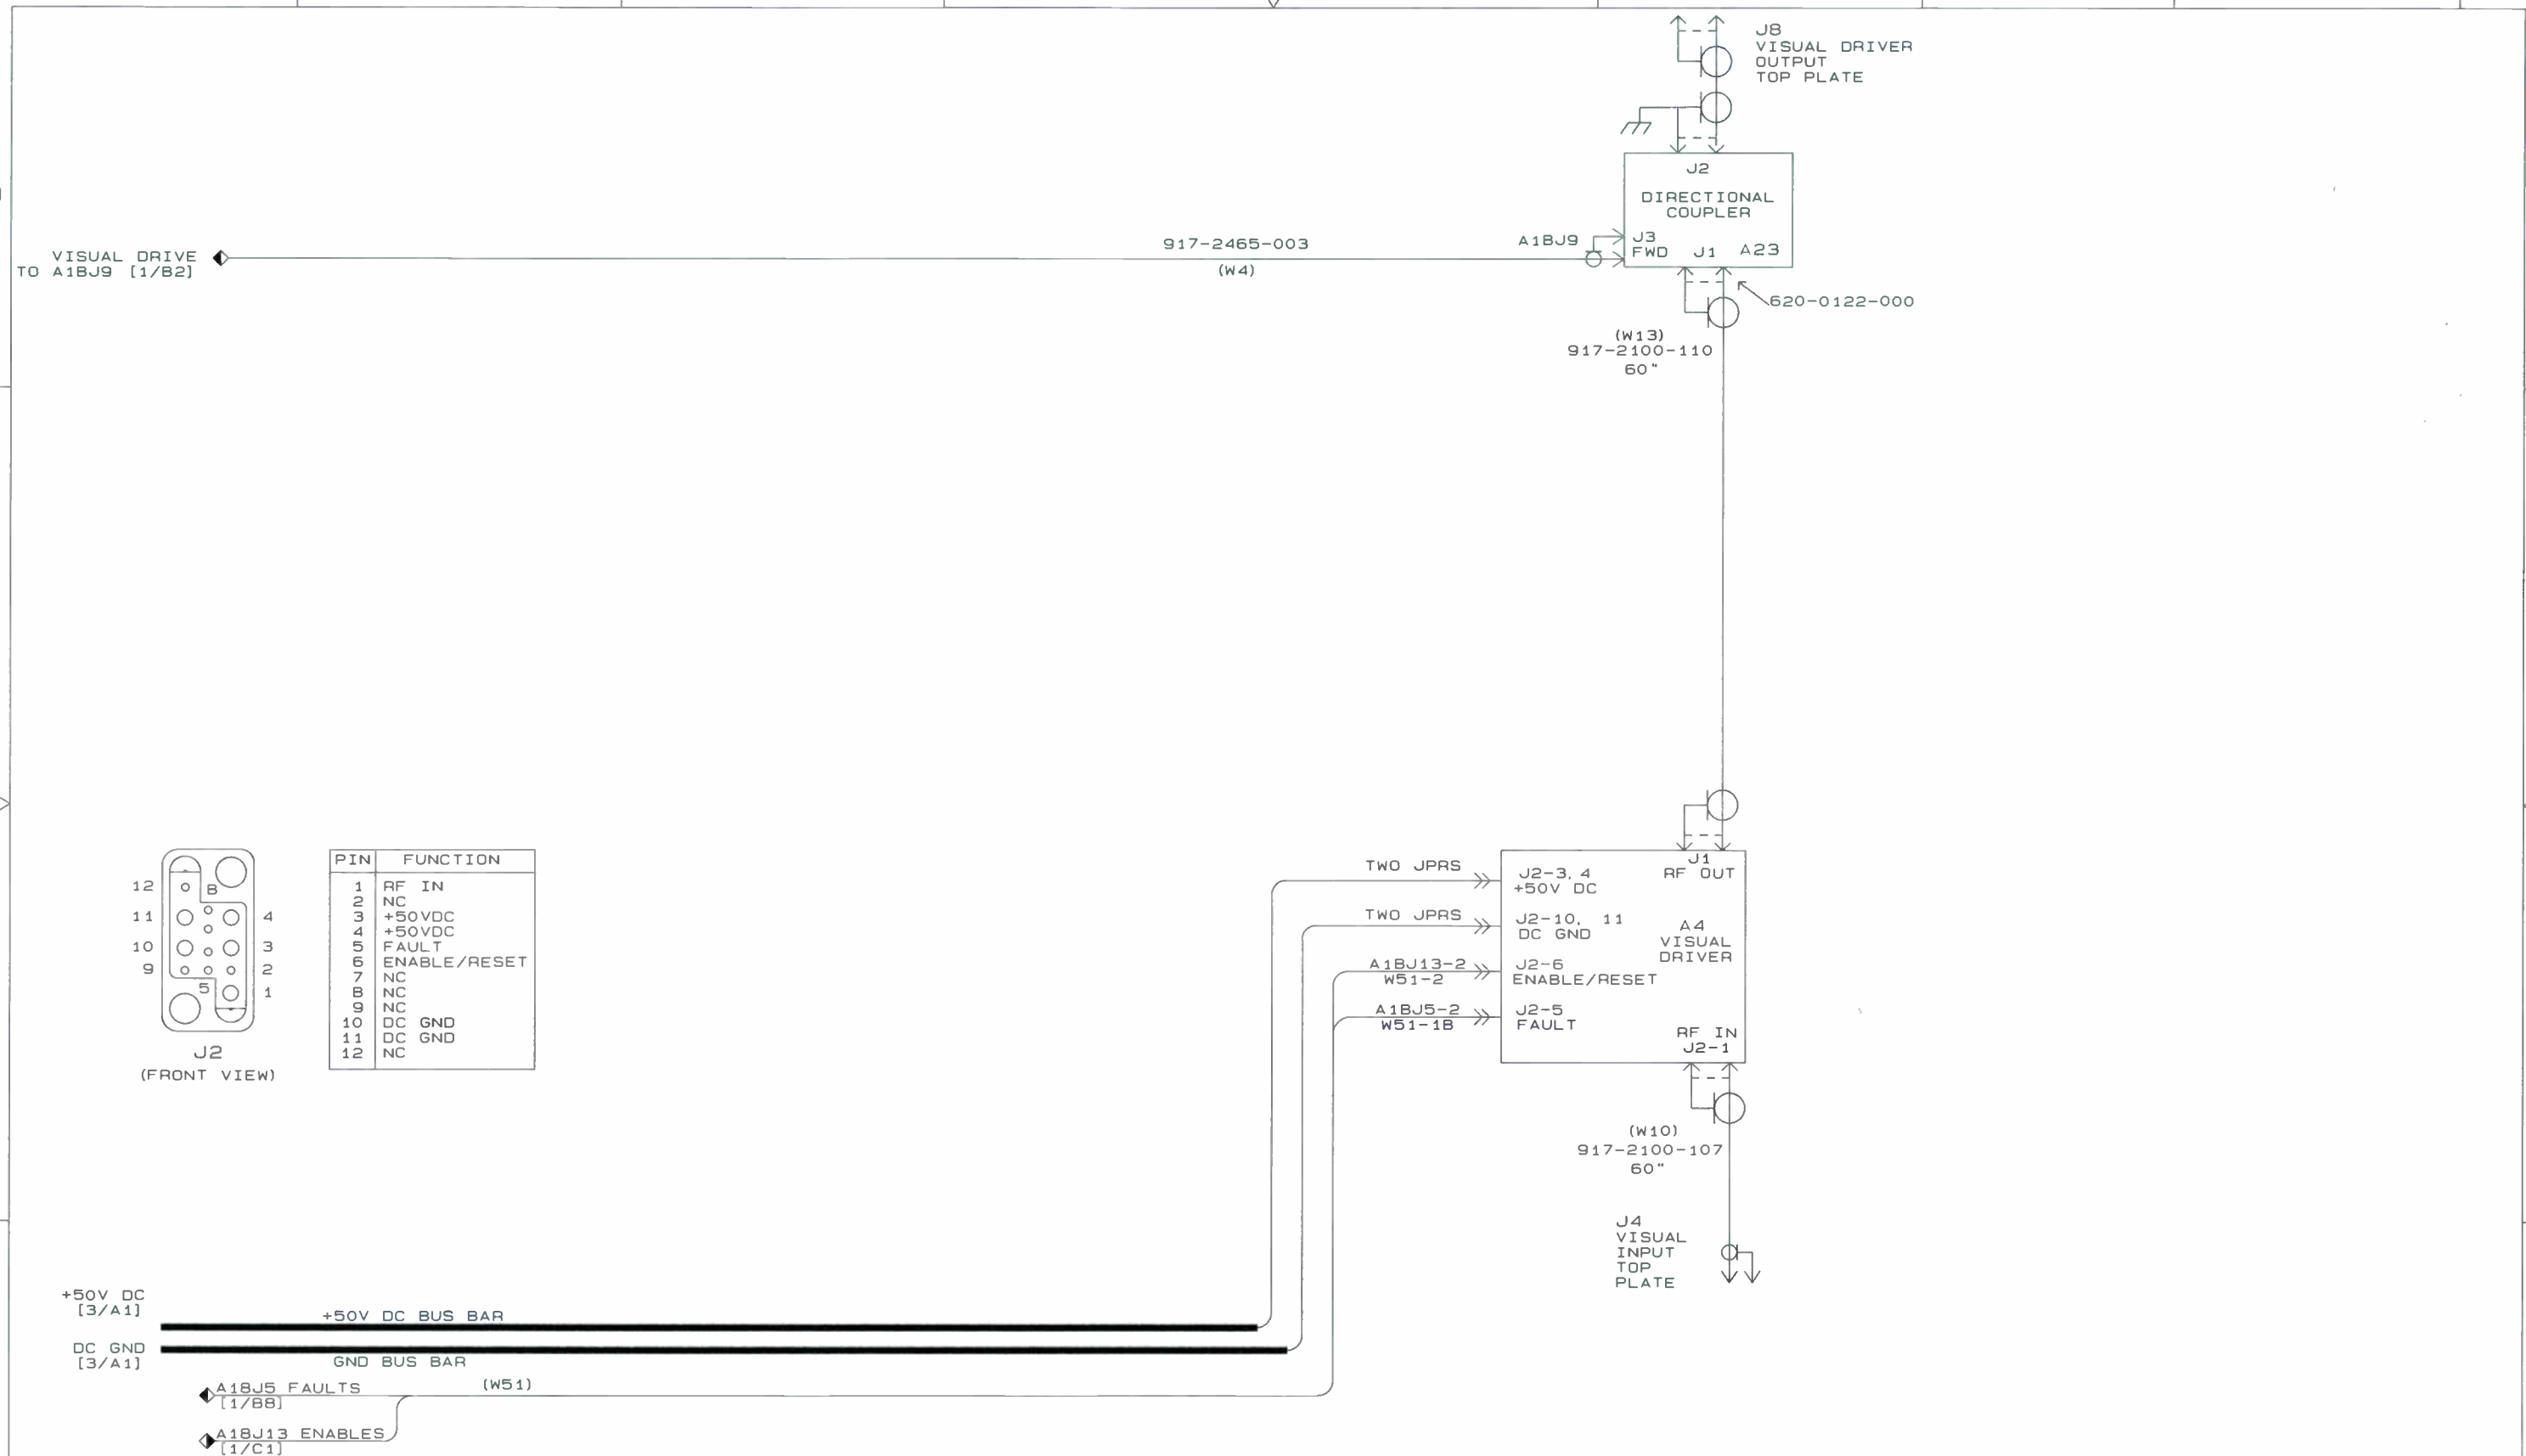 J8
VISUAL DRIVER
OUTPUT
TOP PLATE
J2
DIRECTIONAL
COUPLER
J3
FWD
J1
A23
VISUAL DRIVE
TO A18J9 [1/B2]
917-2465-003
(W4)
A18J9
620-0122-000
(W13)
917-2100-110
60"
12
11
10
9
8
5
4
3
2
1
J2
(FRONT VIEW)
PIN FUNCTION
1 RF IN
2 NC
3 +50VDC
4 +50VDC
5 FAULT
6 ENABLE/RESET
7 NC
8 NC
9 NC
10 DC GND
11 DC GND
12 NC
TWO JPRS
TWO JPRS
A18J13-2
W51-2
A18J5-2
W51-18
J2-3, 4
+50V DC
J2-10, 11
DC GND
J2-6
ENABLE/RESET
J2-5
FAULT
J1
RF OUT
A4
VISUAL
DRIVER
RF IN
J2-1
(W10)
917-2100-107
60"
J4
VISUAL
INPUT
TOP
PLATE
+50V DC
[3/A1]
+50V DC BUS BAR
DC GND
[3/A1]
GND BUS BAR
A18J5 FAULTS
[1/B8]
(W51)
A18J13 ENABLES
[1/C1]